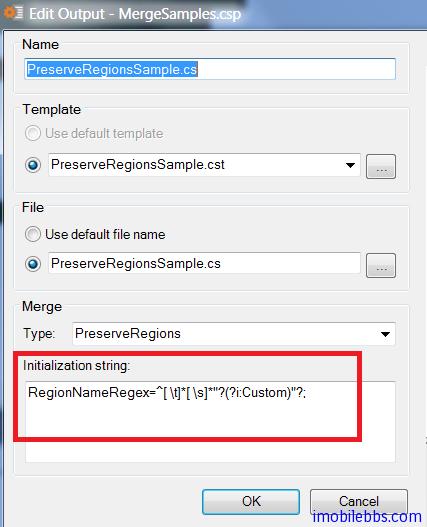 Edit Output - MergeSamples.csp
Name
PreserveRegionsSample.cs
Template
Use default template
PreserveRegionsSample.cst
...
File
Use default file name
PreserveRegionsSample.cs
...
Merge
Type: PreserveRegions
Initialization string:
RegionNameRegex=^[ \t]*[ \s]*"?(?i:Custom)"?;
OK Cancel
imobilebbs.com